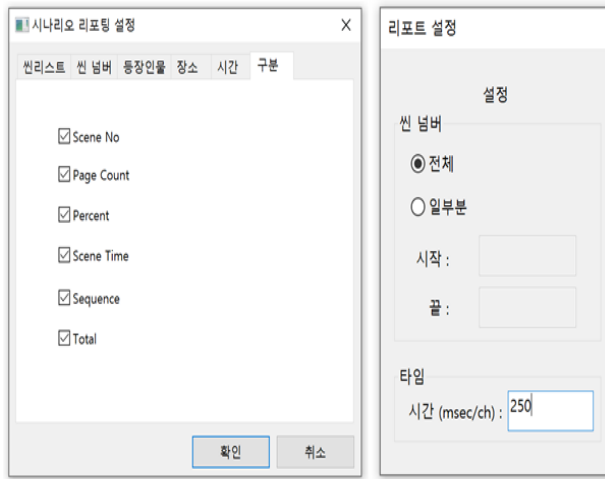 시나리오 리포팅 설정
씬리스트 씬 넘버 등장인물 장소 시간 구분
Scene No
Page Count
Percent
Scene Time
Sequence
Total
확인 취소
리포트 설정
설정
씬 넘버
전체
일부분
시작 :
끝 :
타임
시간 (msec/ch) : 250